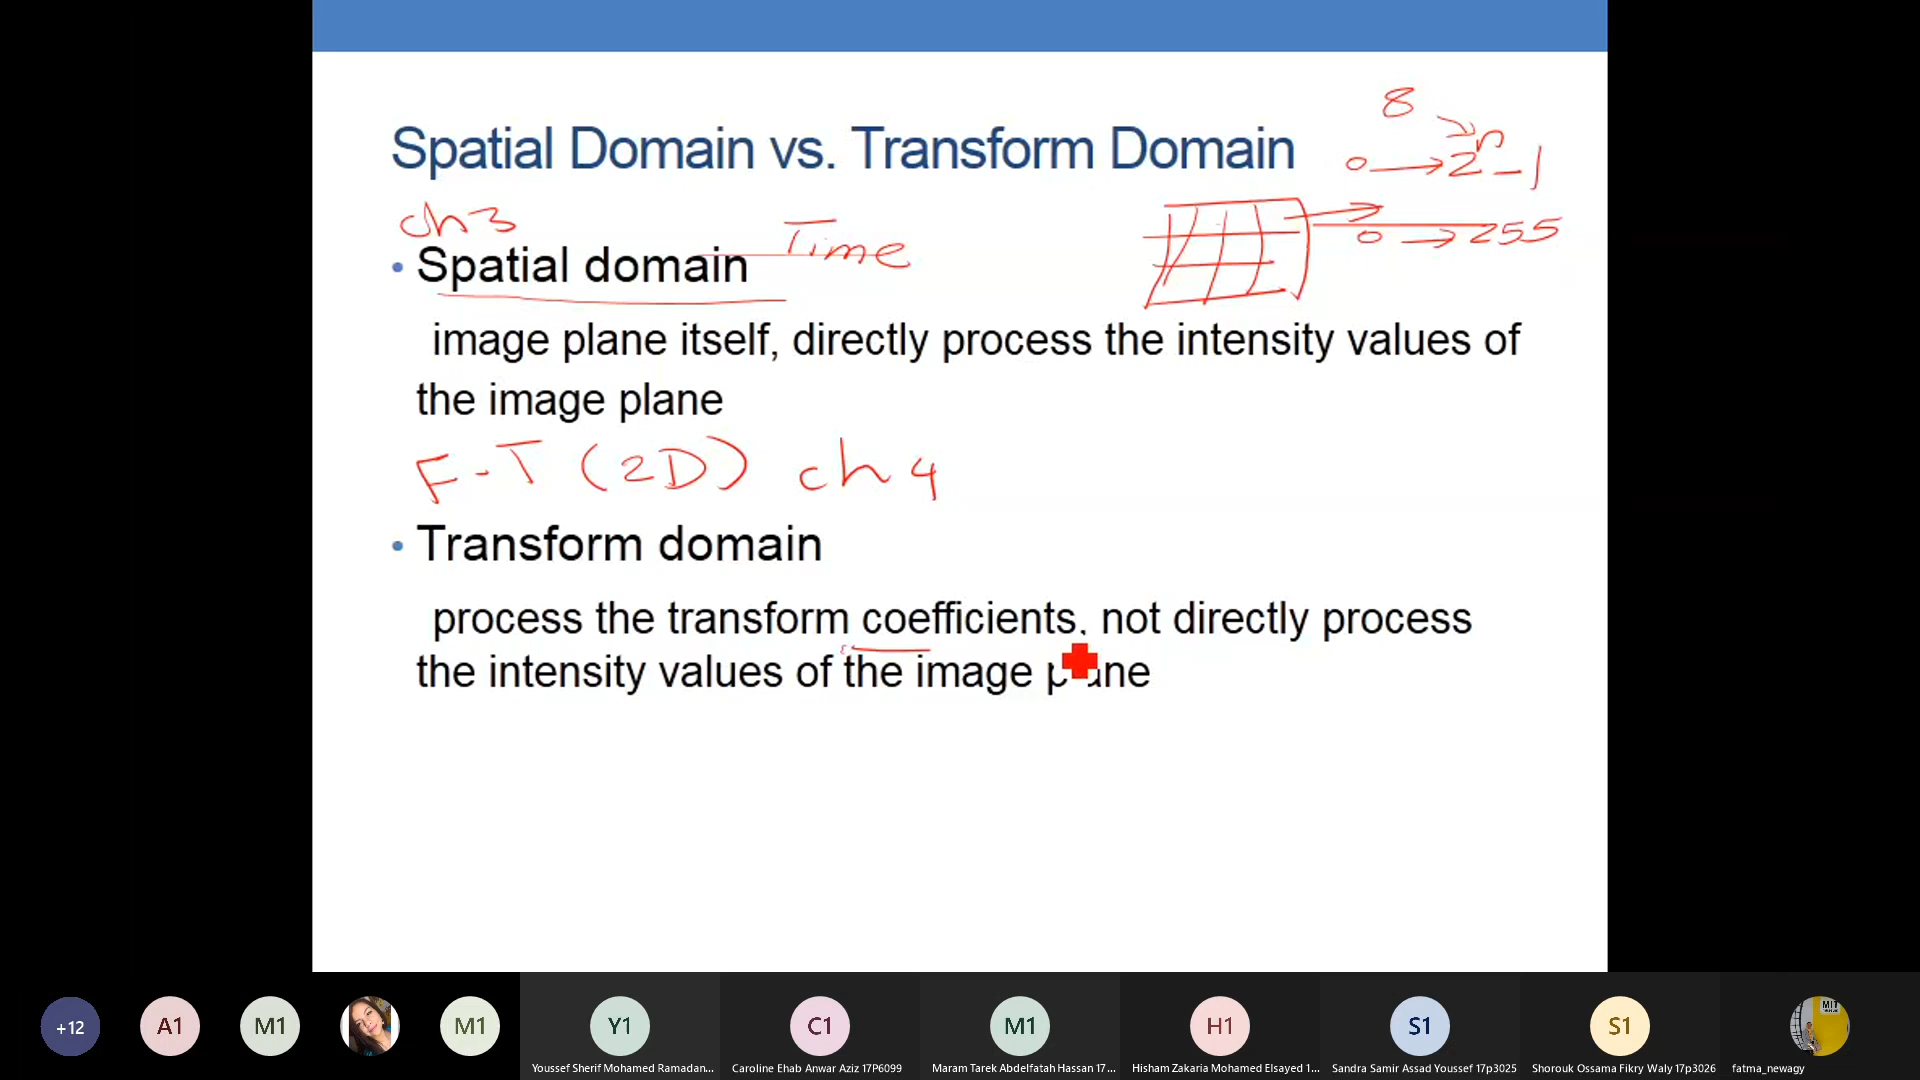 Spatial Domain vs. Transform Domain
8
n
0 → 2 - 1
0 → 255
ch3
Time
• Spatial domain
image plane itself, directly process the intensity values of
the image plane
F-T (2D) ch 4
• Transform domain
process the transform coefficients, not directly process
the intensity values of the image plane
+12
A1
M1
M1
Y1
C1
M1
H1
S1
S1
MIT
Youssef Sherif Mohamed Ramadan...
Caroline Ehab Anwar Aziz 17P6099
Maram Tarek Abdelfatah Hassan 17...
Hisham Zakaria Mohamed Elsayed 1...
Sandra Samir Assad Youssef 17p3025
Shorouk Ossama Fikry Waly 17p3026
fatma_newagy